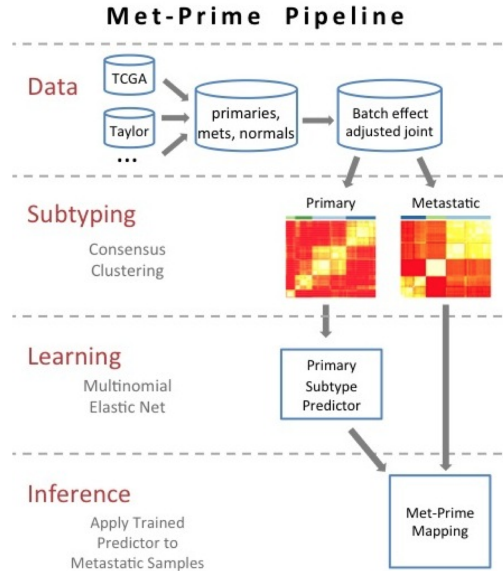 Met-Prime Pipeline
Data
TCGA
Taylor
...
primaries,
mets, normals
Batch effect
adjusted joint
Subtyping
Consensus
Clustering
Primary
Metastatic
Learning
Multinomial
Elastic Net
Primary
Subtype
Predictor
Inference
Apply Trained
Predictor to
Metastatic Samples
Met-Prime
Mapping